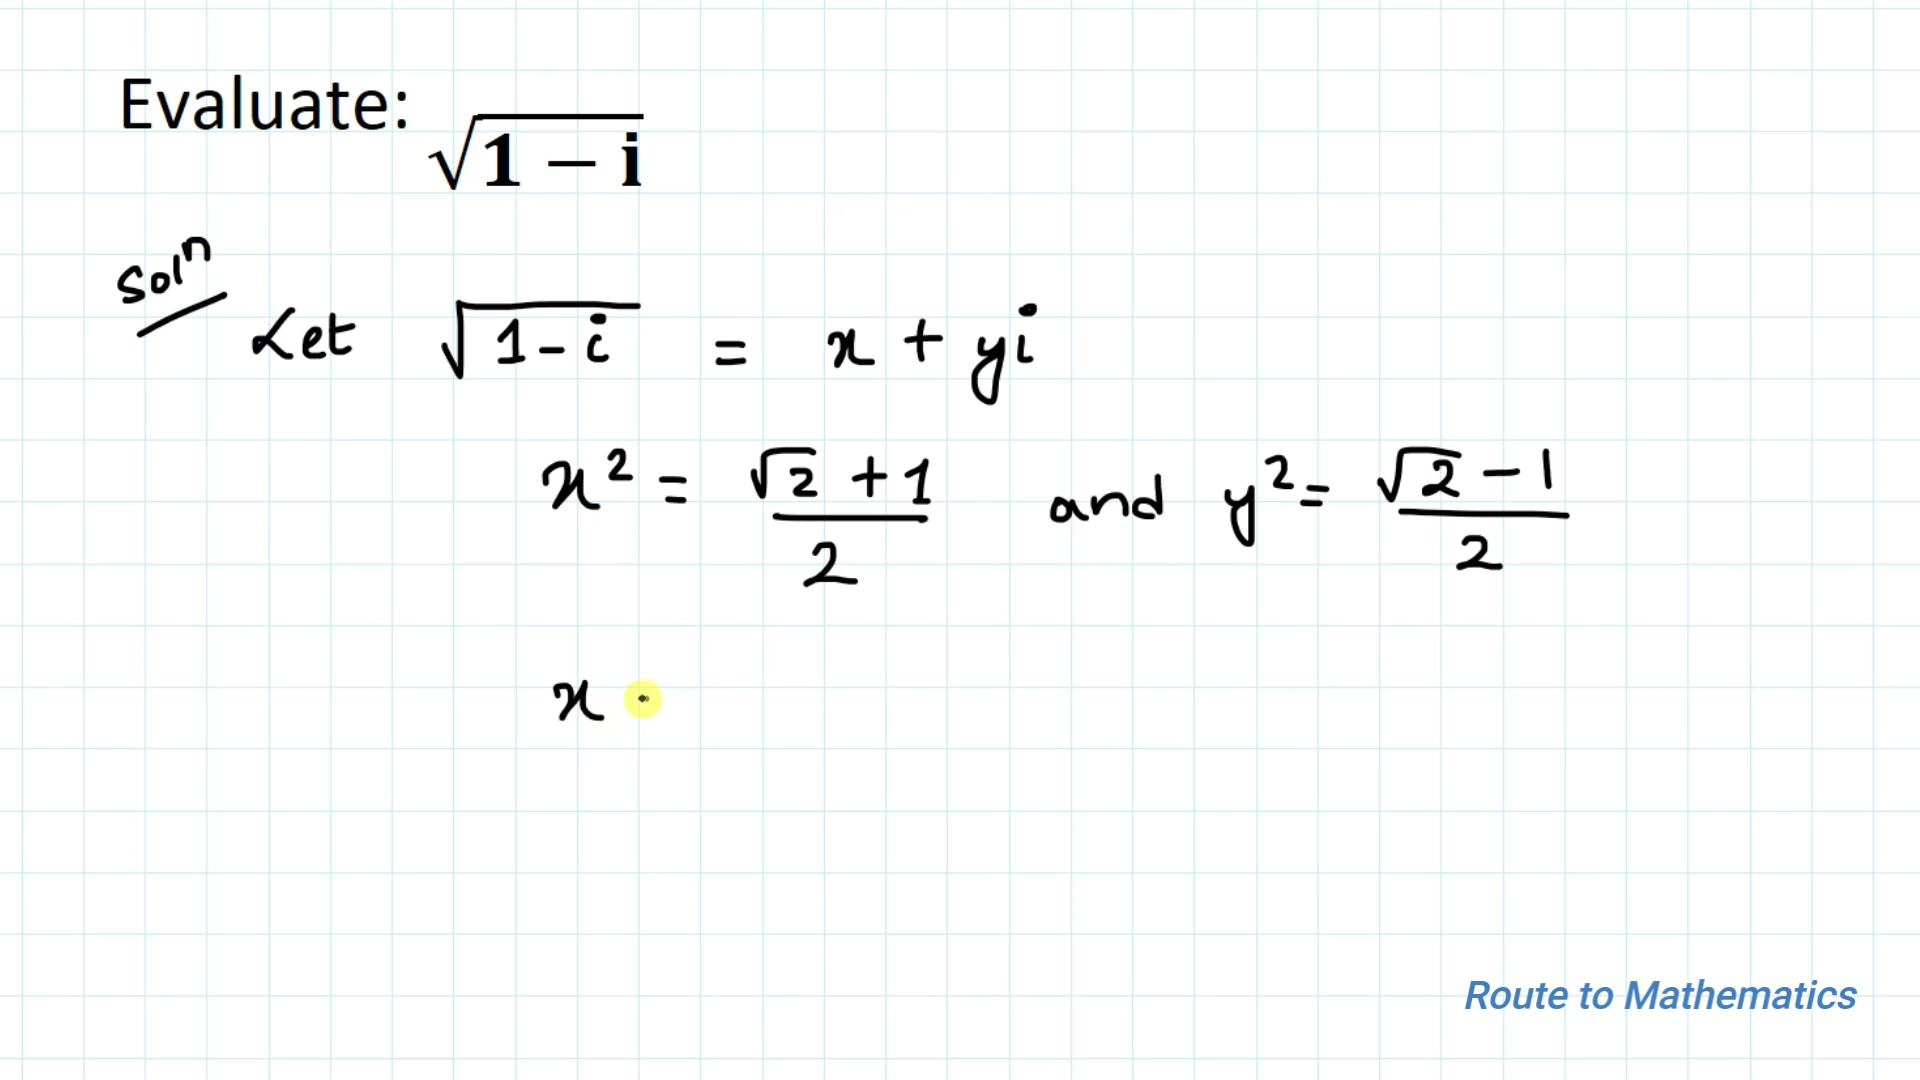 Evaluate: √(1 − i)
Solⁿ
Let √(1 - i) = x + yi
x² = (√2 + 1)/2 and y² = (√2 - 1)/2
x
Route to Mathematics